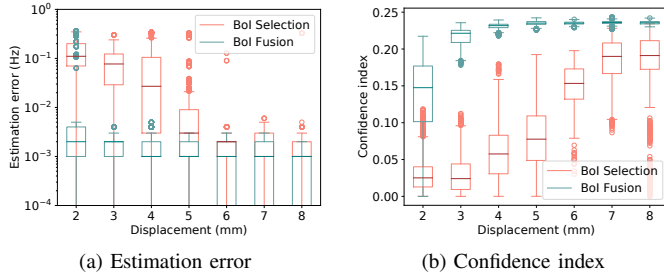 BoI Selection
BoI Fusion
Estimation error (Hz)
10⁰
10⁻¹
10⁻²
10⁻³
10⁻⁴
2 3 4 5 6 7 8
Displacement (mm)
(a) Estimation error
Confidence index
0.25
0.20
0.15
0.10
0.05
0.00
BoI Selection
BoI Fusion
2 3 4 5 6 7 8
Displacement (mm)
(b) Confidence index